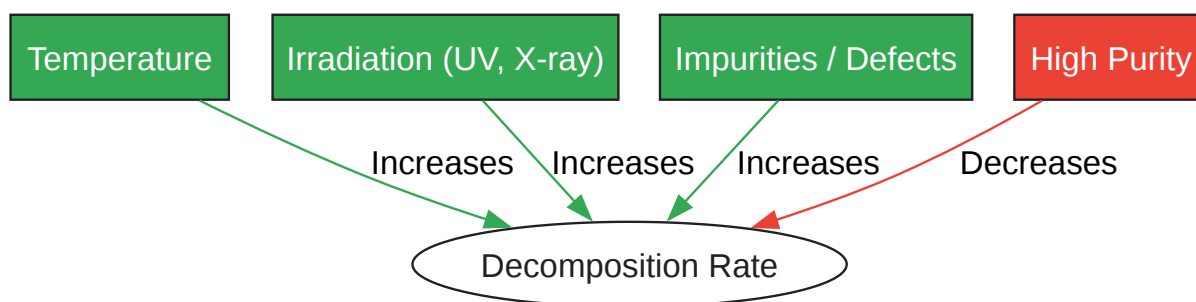 Temperature
Irradiation (UV, X-ray)
Impurities / Defects
High Purity
Increases
Increases
Increases
Decreases
Decomposition Rate